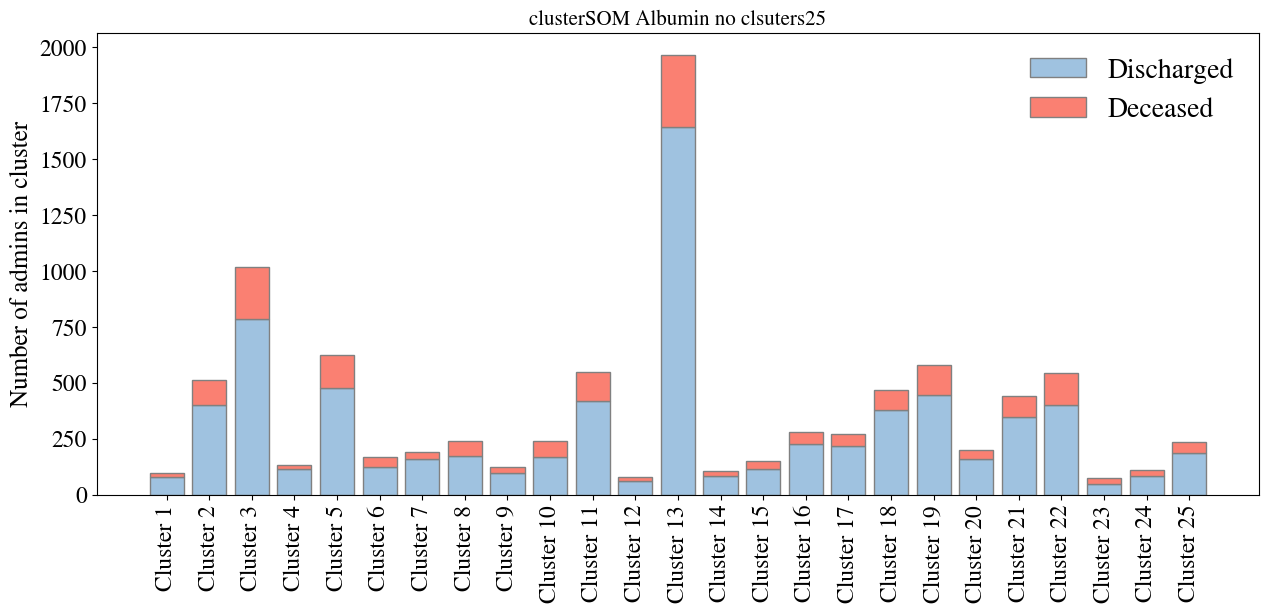 clusterSOM Albumin no clsuters25
Number of admins in cluster
2000
1750
1500
1250
1000
750
500
250
0
Discharged
Deceased
Cluster 1
Cluster 2
Cluster 3
Cluster 4
Cluster 5
Cluster 6
Cluster 7
Cluster 8
Cluster 9
Cluster 10
Cluster 11
Cluster 12
Cluster 13
Cluster 14
Cluster 15
Cluster 16
Cluster 17
Cluster 18
Cluster 19
Cluster 20
Cluster 21
Cluster 22
Cluster 23
Cluster 24
Cluster 25